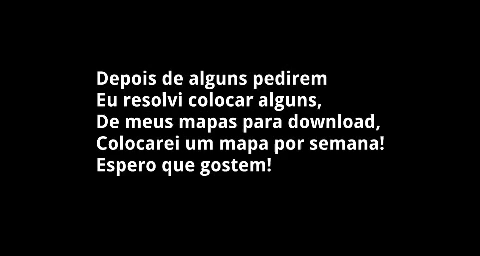 Depois de alguns pedirem
Eu resolvi colocar alguns,
De meus mapas para download,
Colocarei um mapa por semana!
Espero que gostem!